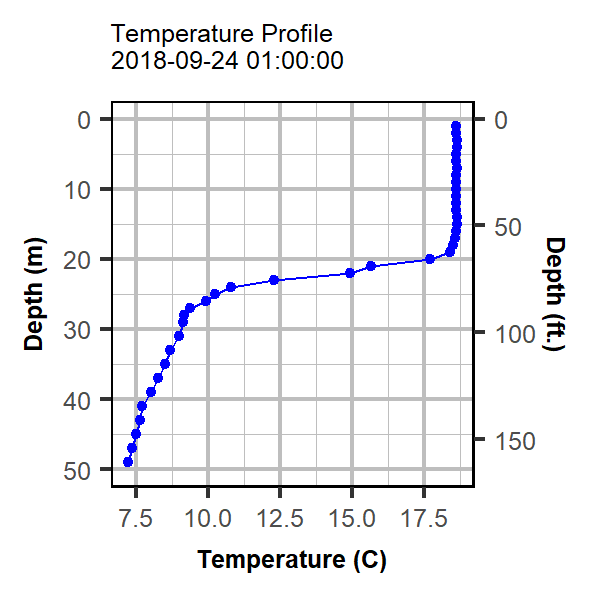 Temperature Profile
2018-09-24 01:00:00
0
10
20
30
40
50
Depth (m)
0
50
100
150
Depth (ft.)
7.5 10.0 12.5 15.0 17.5
Temperature (C)